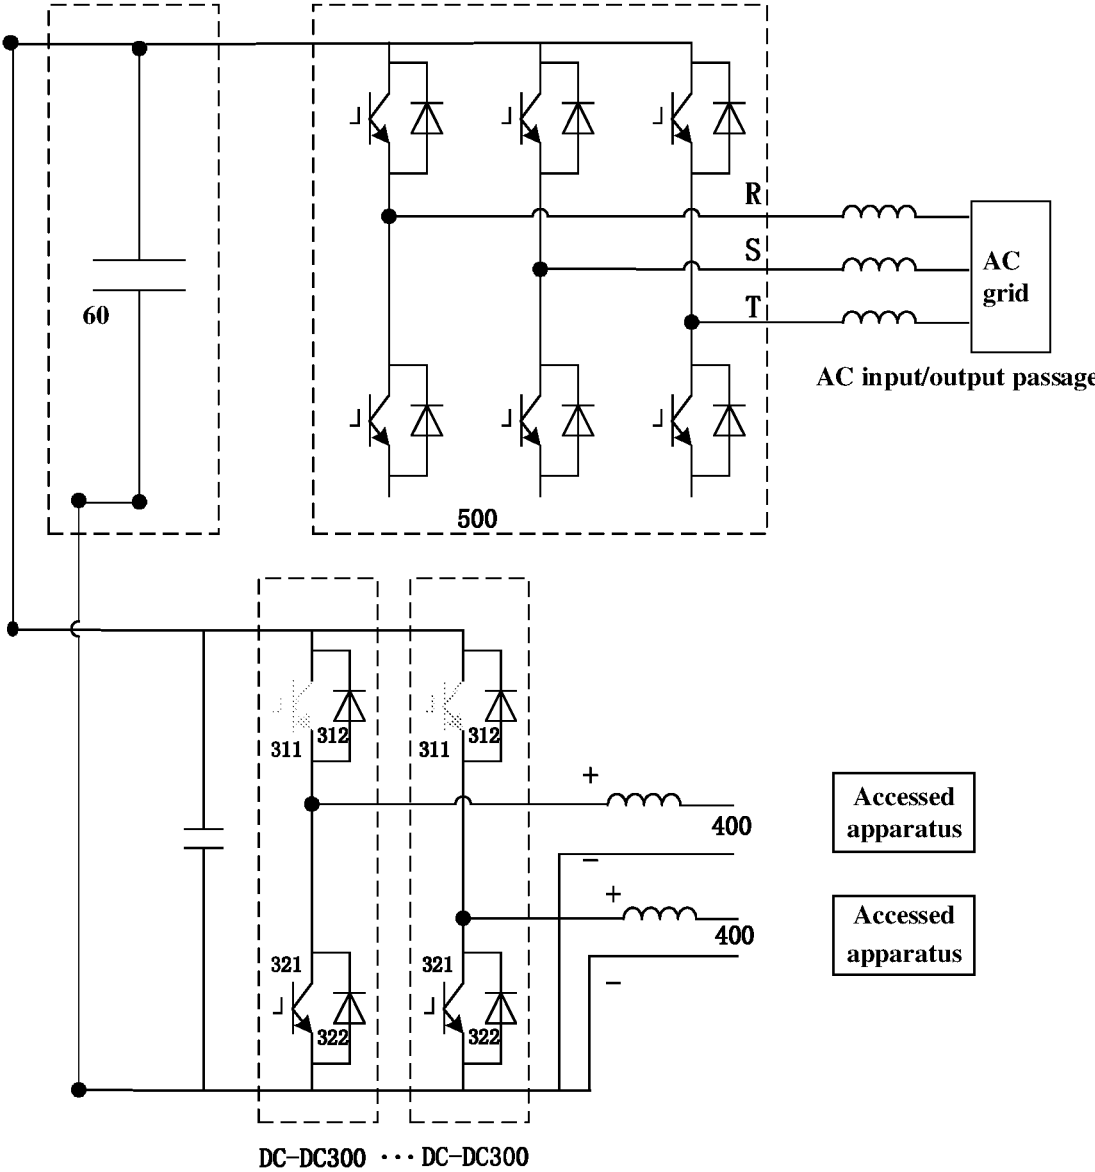 R
S
T
AC
grid
60
AC input/output passage
500
311
312
311
312
+
400
−
+
400
−
Accessed
apparatus
Accessed
apparatus
321
322
321
322
DC-DC300 ··· DC-DC300